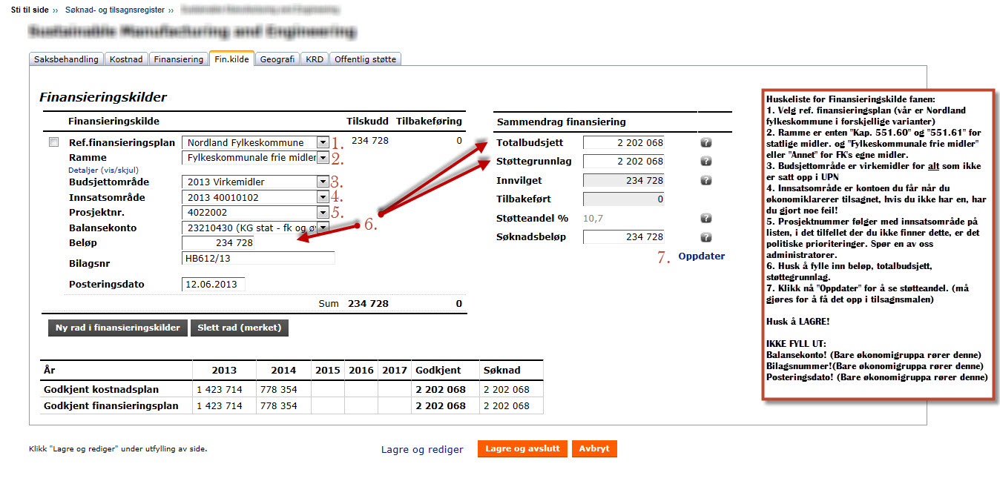 Sti til side ›› Søknad- og tilsagnsregister ››
Saksbehandling Kostnad Finansiering Fin.kilde Geografi KRD Offentlig støtte
Finansieringskilder
Finansieringskilde Tilskudd Tilbakeføring
Ref.finansieringsplan Nordland Fylkeskommune 1. 234 728 0
Ramme Fylkeskommunale frie midler 2.
Detaljer (vis/skjul)
Budsjettområde 2013 Virkemidler 3.
Innsatsområde 2013 40010102 4.
Prosjektnr. 4022002 5.
Balansekonto 23210430 (KG stat - fk og ø 6.
Beløp 234 728
Bilagsnr HB612/13
Posteringsdato 12.06.2013
Sum 234 728 0
Ny rad i finansieringskilder Slett rad (merket)
Sammendrag finansiering
Totalbudsjett 2 202 068 ?
Støttegrunnlag 2 202 068 ?
Innvilget 234 728 ?
Tilbakeført 0
Støtteandel % 10,7 ?
Søknadsbeløp 234 728 ?
7. Oppdater
År 2013 2014 2015 2016 2017 Godkjent Søknad
Godkjent kostnadsplan 1 423 714 778 354 2 202 068 2 202 068
Godkjent finansieringsplan 1 423 714 778 354 2 202 068 2 202 068
Huskeliste for Finansieringskilde fanen:
1. Velg ref. finansieringsplan (vår er Nordland
fylkeskommune i forskjellige varianter)
2. Ramme er enten "Kap. 551.60" og "551.61" for
statlige midler. og "Fylkeskommunale frie midler"
eller "Annet" for FK's egne midler.
3. Budsjettområde er virkemidler for alt som ikke
er satt opp i UPN
4. Innsatsområde er kontoen du får når du
økonomiklarerer tilsagnet, hvis du ikke har en, har
du gjort noe feil!
5. Prosjektnummer følger med innsatsområde på
listen, i det tilfellet der du ikke finner dette, er det
politiske prioriteringer. Spør en av oss
administratorer.
6. Husk å fylle inn beløp, totalbudsjett,
støttegrunnlag.
7. Klikk nå "Oppdater" for å se støtteandel. (må
gjøres for å få det opp i tilsagnsmalen)
Husk å LAGRE!
IKKE FYLL UT:
Balansekonto! (Bare økonomigruppa rører denne)
Bilagsnummer!(Bare økonomigruppa rører denne)
Posteringsdato! (Bare økonomigruppa rører denne)
Klikk "Lagre og rediger" under utfylling av side.
Lagre og rediger Lagre og avslutt Avbryt